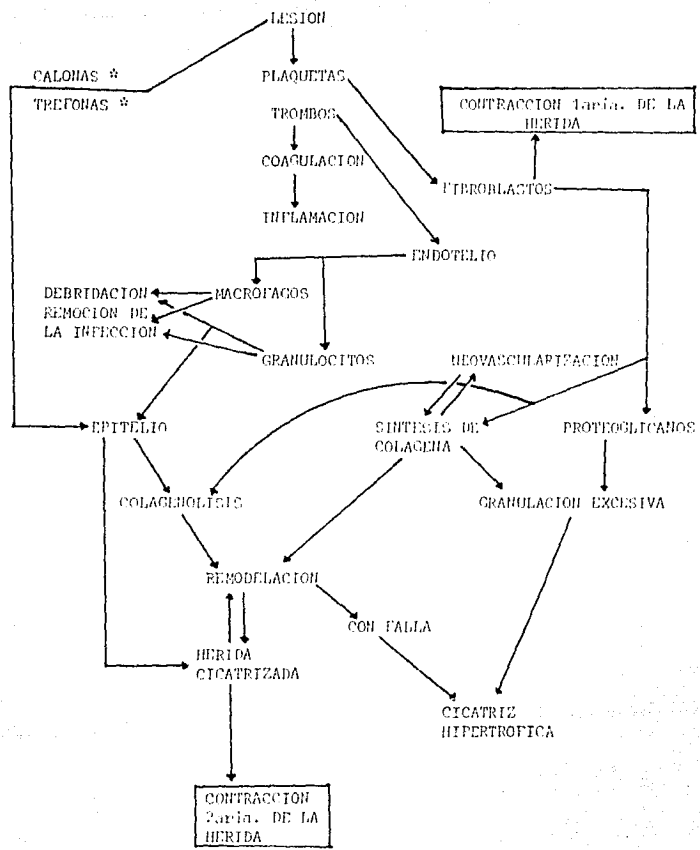 LESION
CALONAS *
TREFONAS *
PLAQUETAS
CONTRACCION 1aria. DE LA
HERIDA
TROMBOS
COAGULACION
FIBROBLASTOS
INFLAMACION
ENDOTELIO
DEBRIDACION
REMOCION DE
LA INFECCION
MACROFAGOS
GRANULOCITOS
NEOVASCULARIZACION
EPITELIO
SINTESIS DE
COLAGENA
PROTEOGLICANOS
COLAGENOLISIS
GRANULACION EXCESIVA
REMODELACION
CON FALLA
HERIDA
CICATRIZADA
CICATRIZ
HIPERTROFICA
CONTRACCION
2aria. DE LA
HERIDA